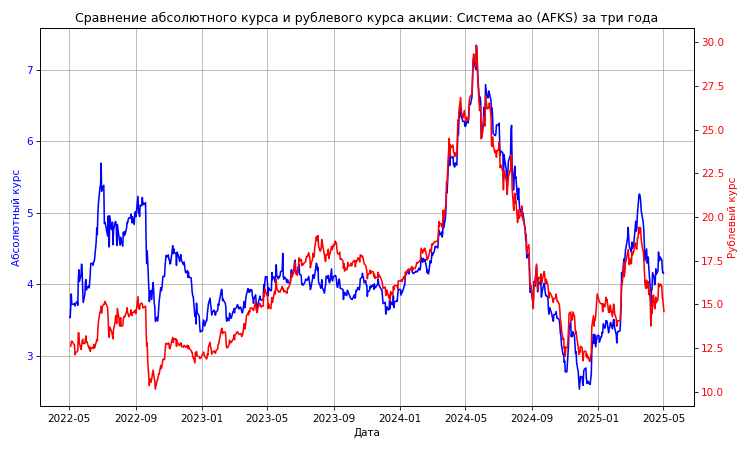 Сравнение абсолютного курса и рублевого курса акции: Система ао (AFKS) за три года
Абсолютный курс
7
6
5
4
3
30.0
27.5
25.0
22.5
20.0
17.5
15.0
12.5
10.0
Рублевый курс
2022-05 2022-09 2023-01 2023-05 2023-09 2024-01 2024-05 2024-09 2025-01 2025-05
Дата